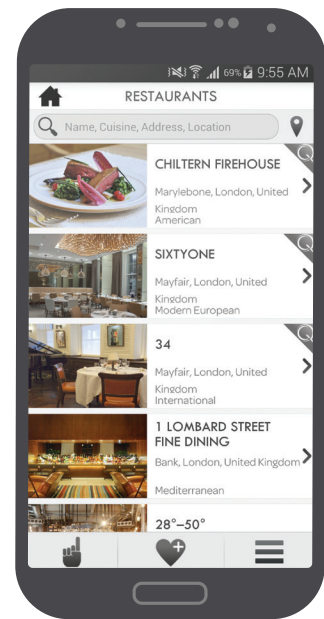 69% 9:55 AM
RESTAURANTS
Name, Cuisine, Address, Location
CHILTERN FIREHOUSE
Marylebone, London, United
Kingdom
American
SIXTYONE
Mayfair, London, United
Kingdom
Modern European
34
Mayfair, London, United
Kingdom
International
1 LOMBARD STREET
FINE DINING
Bank, London, United Kingdom
Mediterranean
28°–50°